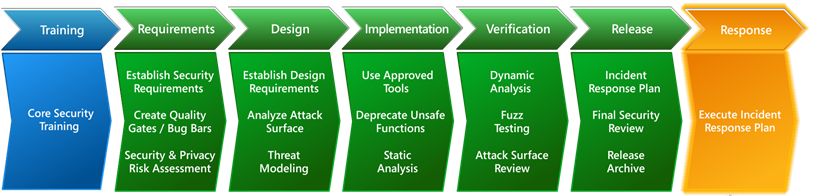 Training
Requirements
Design
Implementation
Verification
Release
Response
Core Security
Training
Establish Security
Requirements
Create Quality
Gates / Bug Bars
Security & Privacy
Risk Assessment
Establish Design
Requirements
Analyze Attack
Surface
Threat
Modeling
Use Approved
Tools
Deprecate Unsafe
Functions
Static
Analysis
Dynamic
Analysis
Fuzz
Testing
Attack Surface
Review
Incident
Response Plan
Final Security
Review
Release
Archive
Execute Incident
Response Plan